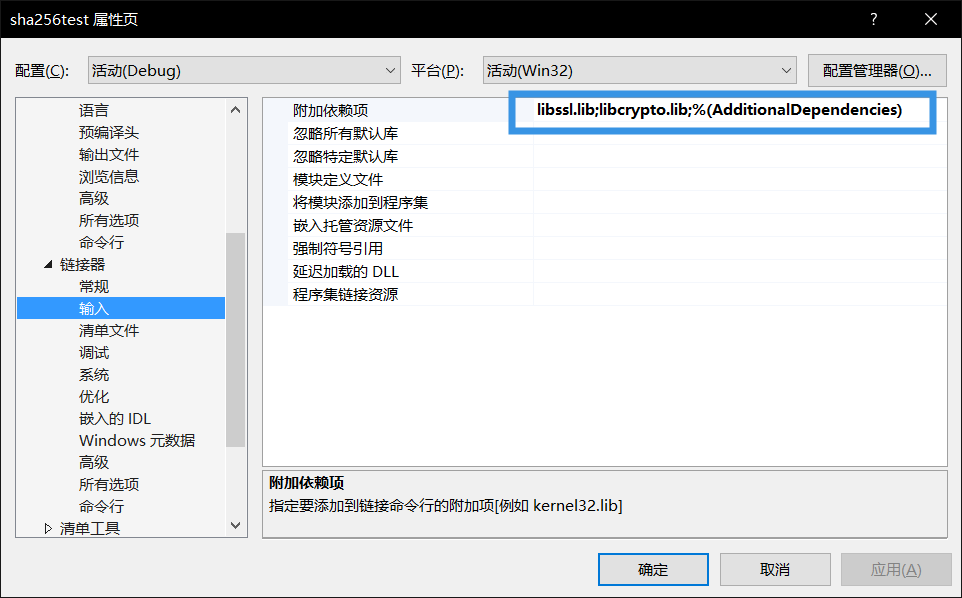 sha256test 属性页
?
配置(C):
活动(Debug)
平台(P):
活动(Win32)
配置管理器(O)...
语言
预编译头
输出文件
浏览信息
高级
所有选项
命令行
链接器
常规
输入
清单文件
调试
系统
优化
嵌入的 IDL
Windows 元数据
高级
所有选项
命令行
清单工具
附加依赖项 libssl.lib;libcrypto.lib;%(AdditionalDependencies)
忽略所有默认库
忽略特定默认库
模块定义文件
将模块添加到程序集
嵌入托管资源文件
强制符号引用
延迟加载的 DLL
程序集链接资源
附加依赖项
指定要添加到链接命令行的附加项[例如 kernel32.lib]
确定
取消
应用(A)